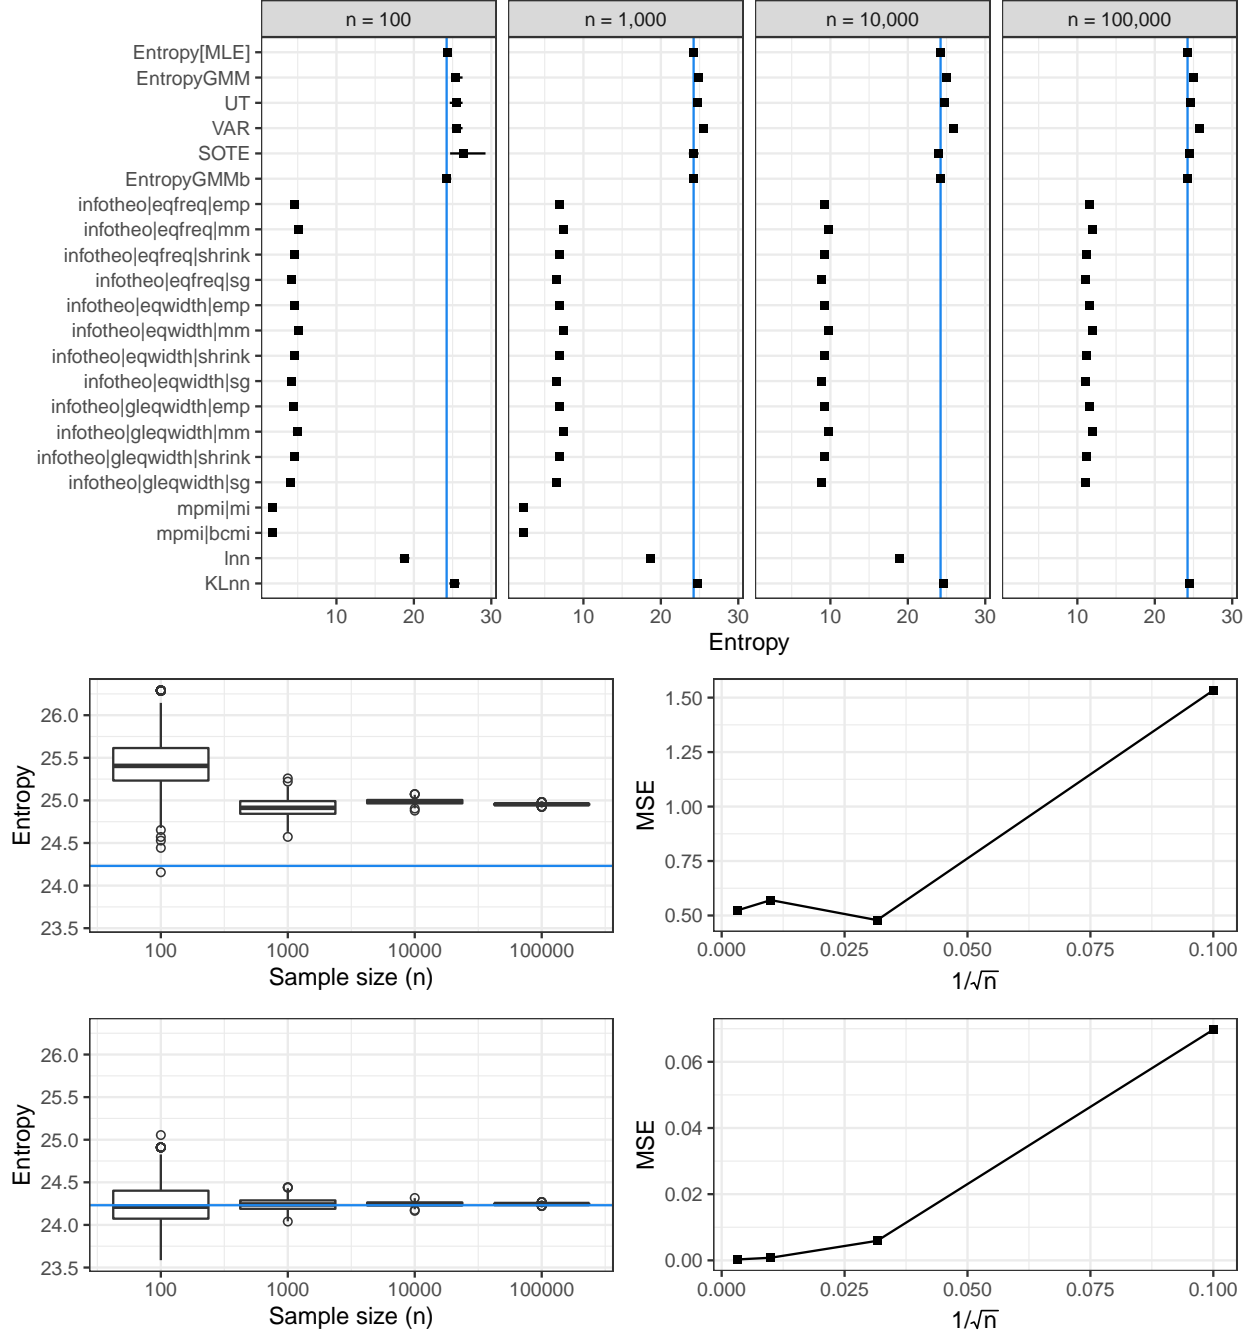 n = 100
n = 1,000
n = 10,000
n = 100,000
Entropy[MLE]
EntropyGMM
UT
VAR
SOTE
EntropyGMMb
infotheo|eqfreq|emp
infotheo|eqfreq|mm
infotheo|eqfreq|shrink
infotheo|eqfreq|sg
infotheo|eqwidth|emp
infotheo|eqwidth|mm
infotheo|eqwidth|shrink
infotheo|eqwidth|sg
infotheo|gleqwidth|emp
infotheo|gleqwidth|mm
infotheo|gleqwidth|shrink
infotheo|gleqwidth|sg
mpmi|mi
mpmi|bcmi
lnn
KLnn
10 20 30 10 20 30 10 20 30 10 20 30
Entropy
26.0
25.5
25.0
24.5
24.0
23.5
Entropy
100 1000 10000 100000
Sample size (n)
1.50
1.25
1.00
0.75
0.50
MSE
0.000 0.025 0.050 0.075 0.100
1/√n
26.0
25.5
25.0
24.5
24.0
23.5
Entropy
100 1000 10000 100000
Sample size (n)
0.06
0.04
0.02
0.00
MSE
0.000 0.025 0.050 0.075 0.100
1/√n